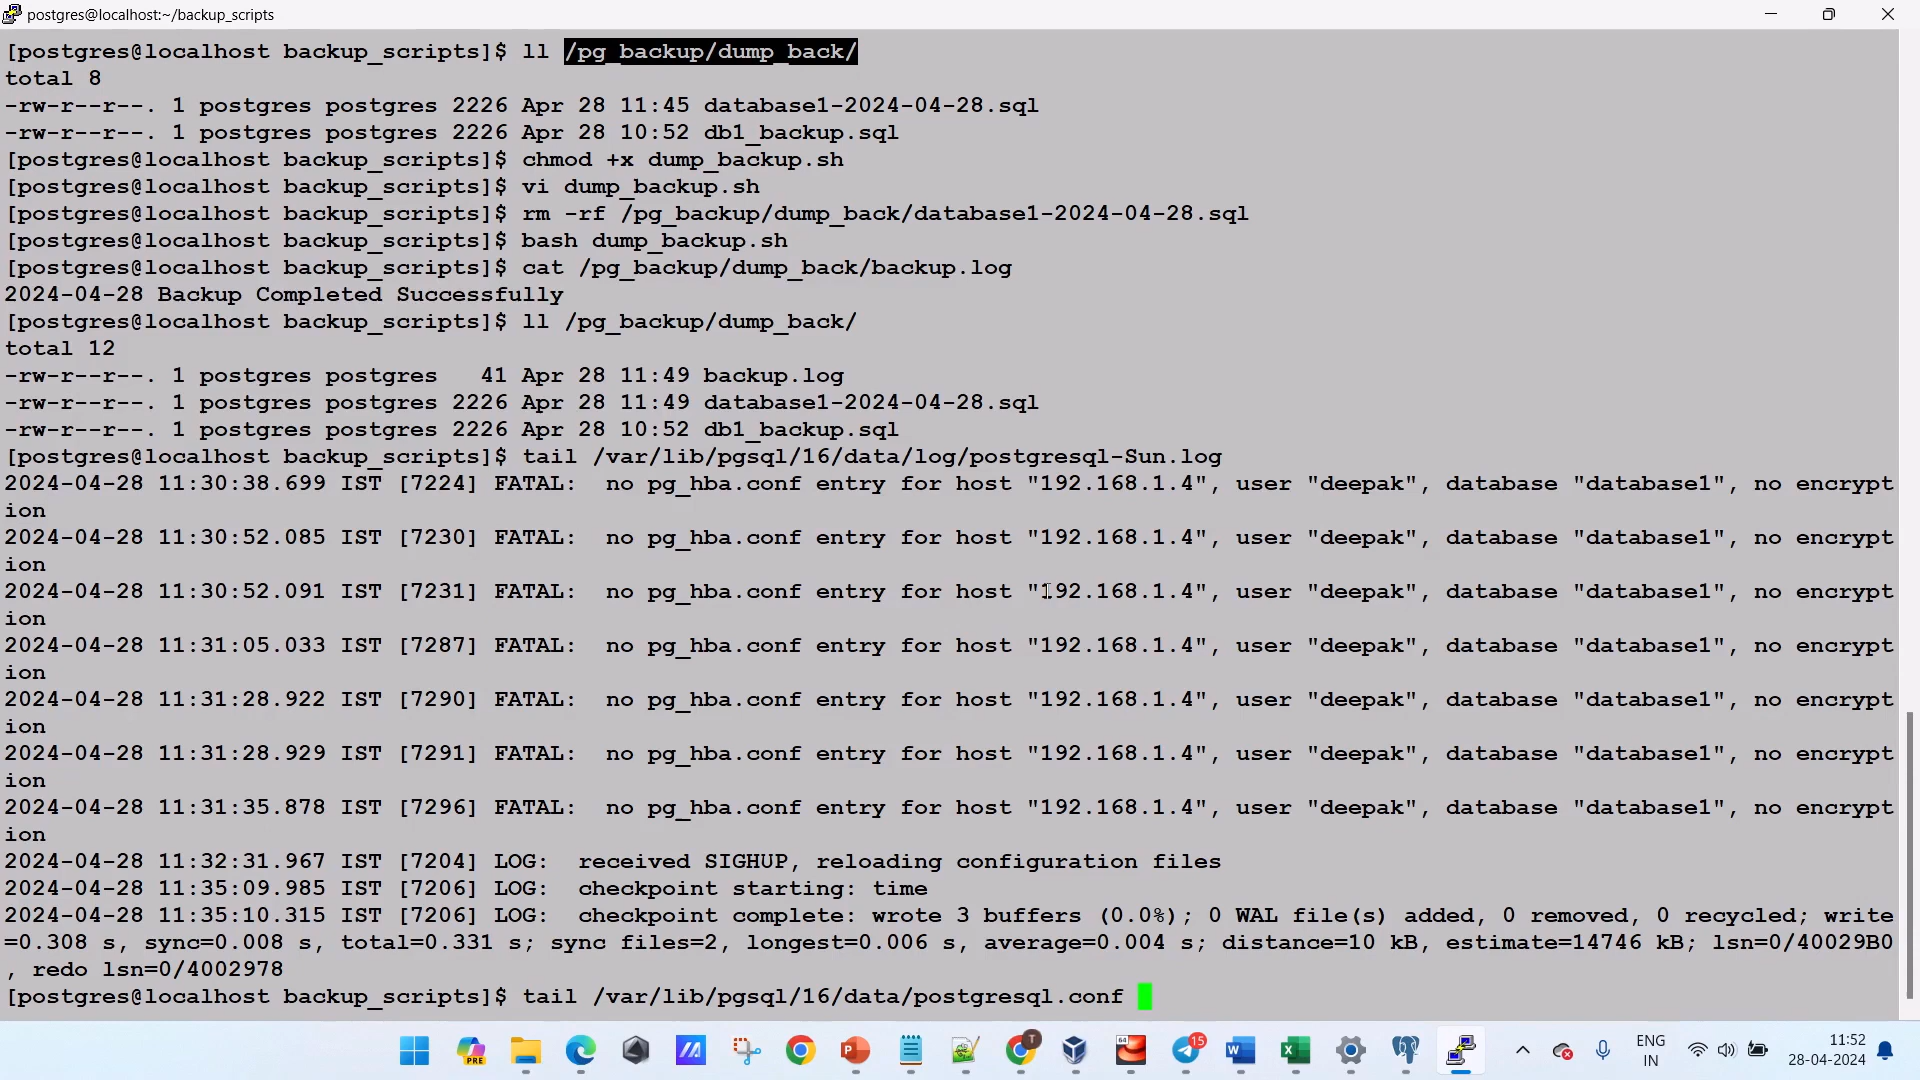 postgres@localhost:~/backup_scripts
[postgres@localhost backup_scripts]$ ll /pg_backup/dump_back/
total 8
-rw-r--r--. 1 postgres postgres 2226 Apr 28 11:45 database1-2024-04-28.sql
-rw-r--r--. 1 postgres postgres 2226 Apr 28 10:52 db1_backup.sql
[postgres@localhost backup_scripts]$ chmod +x dump_backup.sh
[postgres@localhost backup_scripts]$ vi dump_backup.sh
[postgres@localhost backup_scripts]$ rm -rf /pg_backup/dump_back/database1-2024-04-28.sql
[postgres@localhost backup_scripts]$ bash dump_backup.sh
[postgres@localhost backup_scripts]$ cat /pg_backup/dump_back/backup.log
2024-04-28 Backup Completed Successfully
[postgres@localhost backup_scripts]$ ll /pg_backup/dump_back/
total 12
-rw-r--r--. 1 postgres postgres   41 Apr 28 11:49 backup.log
-rw-r--r--. 1 postgres postgres 2226 Apr 28 11:49 database1-2024-04-28.sql
-rw-r--r--. 1 postgres postgres 2226 Apr 28 10:52 db1_backup.sql
[postgres@localhost backup_scripts]$ tail /var/lib/pgsql/16/data/log/postgresql-Sun.log
2024-04-28 11:30:38.699 IST [7224] FATAL:  no pg_hba.conf entry for host "192.168.1.4", user "deepak", database "database1", no encrypt
ion
2024-04-28 11:30:52.085 IST [7230] FATAL:  no pg_hba.conf entry for host "192.168.1.4", user "deepak", database "database1", no encrypt
ion
2024-04-28 11:30:52.091 IST [7231] FATAL:  no pg_hba.conf entry for host "192.168.1.4", user "deepak", database "database1", no encrypt
ion
2024-04-28 11:31:05.033 IST [7287] FATAL:  no pg_hba.conf entry for host "192.168.1.4", user "deepak", database "database1", no encrypt
ion
2024-04-28 11:31:28.922 IST [7290] FATAL:  no pg_hba.conf entry for host "192.168.1.4", user "deepak", database "database1", no encrypt
ion
2024-04-28 11:31:28.929 IST [7291] FATAL:  no pg_hba.conf entry for host "192.168.1.4", user "deepak", database "database1", no encrypt
ion
2024-04-28 11:31:35.878 IST [7296] FATAL:  no pg_hba.conf entry for host "192.168.1.4", user "deepak", database "database1", no encrypt
ion
2024-04-28 11:32:31.967 IST [7204] LOG:  received SIGHUP, reloading configuration files
2024-04-28 11:35:09.985 IST [7206] LOG:  checkpoint starting: time
2024-04-28 11:35:10.315 IST [7206] LOG:  checkpoint complete: wrote 3 buffers (0.0%); 0 WAL file(s) added, 0 removed, 0 recycled; write
=0.308 s, sync=0.008 s, total=0.331 s; sync files=2, longest=0.006 s, average=0.004 s; distance=10 kB, estimate=14746 kB; lsn=0/40029B0
, redo lsn=0/4002978
[postgres@localhost backup_scripts]$ tail /var/lib/pgsql/16/data/postgresql.conf
PRE
T
64
15
ENG
IN
11:52
28-04-2024